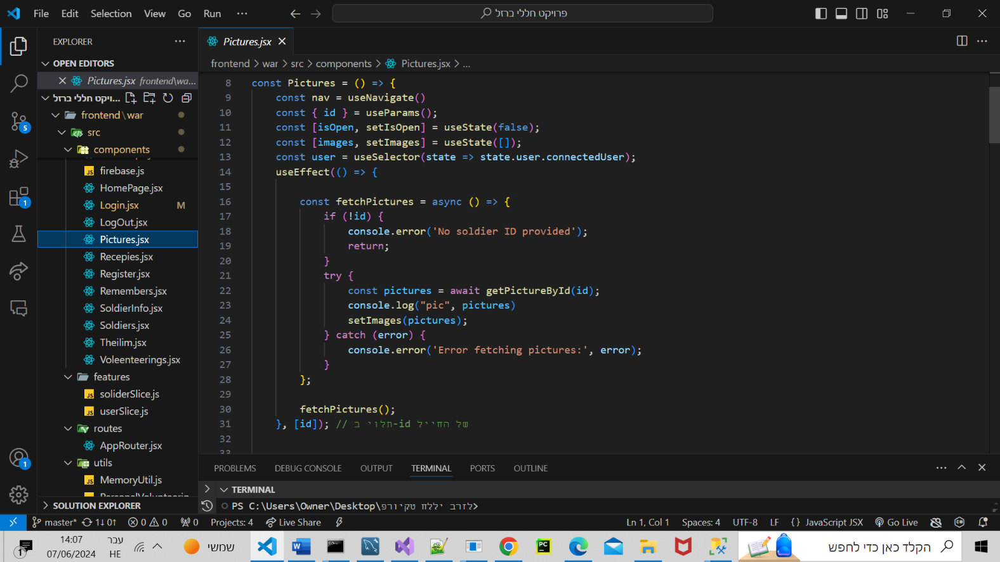 File Edit Selection View Go Run ···
פרויקט חללי ברזל
EXPLORER ···
OPEN EDITORS
Pictures.jsx frontend\wa...
ויקט חללי ברזל...
frontend\war
src
components
firebase.js
HomePage.jsx
Login.jsx M
LogOut.jsx
Pictures.jsx
Recepies.jsx
Register.jsx
Remembers.jsx
SoldierInfo.jsx
Soldiers.jsx
Theilim.jsx
Voleenteerings.jsx
features
soliderSlice.js
userSlice.js
routes
AppRouter.jsx
utils
MemoryUtil.js
SOLUTION EXPLORER
5
1
1
Pictures.jsx
frontend > war > src > components > Pictures.jsx > ...
8 const Pictures = () => {
9 const nav = useNavigate()
10 const { id } = useParams();
11 const [isOpen, setIsOpen] = useState(false);
12 const [images, setImages] = useState([]);
13 const user = useSelector(state => state.user.connectedUser);
14 useEffect(() => {
15
16 const fetchPictures = async () => {
17 if (!id) {
18 console.error('No soldier ID provided');
19 return;
20 }
21 try {
22 const pictures = await getPictureById(id);
23 console.log("pic", pictures)
24 setImages(pictures);
25 } catch (error) {
26 console.error('Error fetching pictures:', error);
27 }
28 };
29
30 fetchPictures();
31 }, [id]); // תלוי ב-id של החייל
32
33
PROBLEMS DEBUG CONSOLE OUTPUT TERMINAL PORTS OUTLINE
TERMINAL
PS C:\Users\Owner\Desktop\פרויקט חללי ברזל>
master* 1↓ 0↑ 0 0 0 Projects: 4 Live Share
Ln 1, Col 1 Spaces: 4 UTF-8 LF {} JavaScript JSX Go Live
14:07
07/06/2024
עבר
HE
שמשי
PC
הקלד כאן כדי לחפש